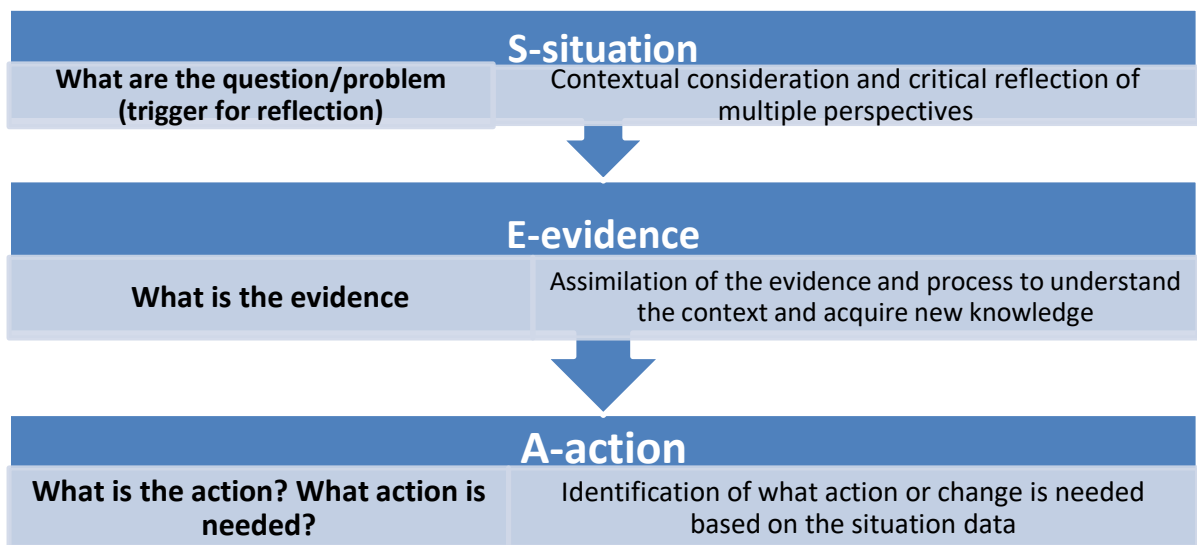 S-situation
What are the question/problem
(trigger for reflection)
Contextual consideration and critical reflection of
multiple perspectives
E-evidence
What is the evidence
Assimilation of the evidence and process to understand
the context and acquire new knowledge
A-action
What is the action? What action is
needed?
Identification of what action or change is needed
based on the situation data